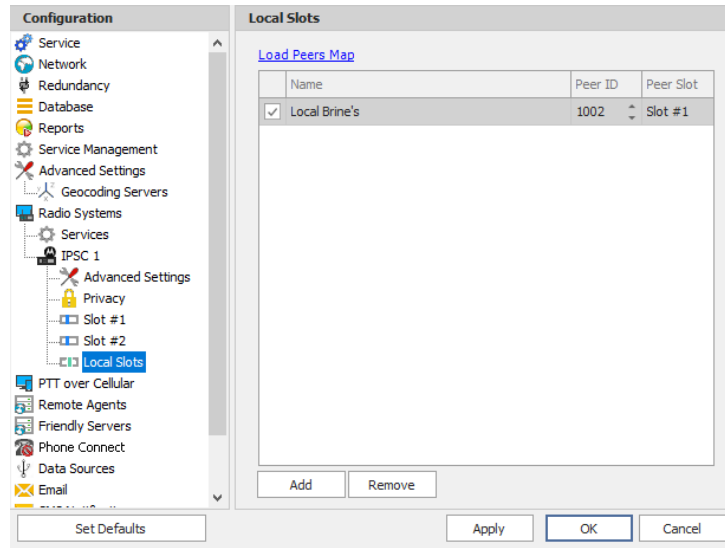 Configuration
Service
Network
Redundancy
Database
Reports
Service Management
Advanced Settings
Geocoding Servers
Radio Systems
Services
IPSC 1
Advanced Settings
Privacy
Slot #1
Slot #2
Local Slots
PTT over Cellular
Remote Agents
Friendly Servers
Phone Connect
Data Sources
Email
Set Defaults
Local Slots
Load Peers Map
Name Peer ID Peer Slot
Local Brine's 1002 Slot #1
Add Remove
Apply OK Cancel